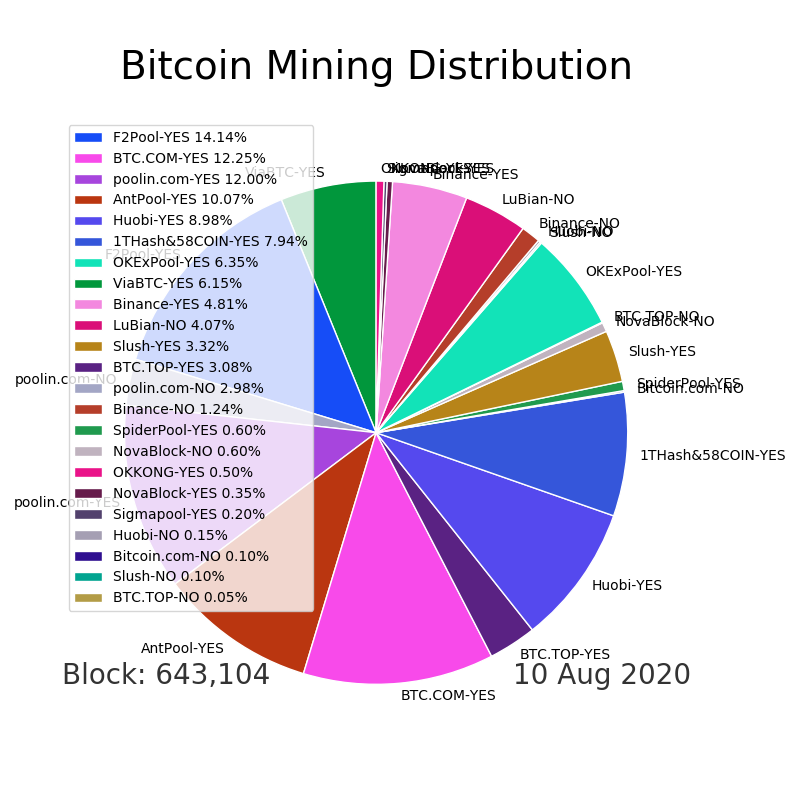 Bitcoin Mining Distribution
F2Pool-YES 14.14%
BTC.COM-YES 12.25%
poolin.com-YES 12.00%
AntPool-YES 10.07%
Huobi-YES 8.98%
1THash&58COIN-YES 7.94%
OKExPool-YES 6.35%
ViaBTC-YES 6.15%
Binance-YES 4.81%
LuBian-NO 4.07%
Slush-YES 3.32%
BTC.TOP-YES 3.08%
poolin.com-NO 2.98%
Binance-NO 1.24%
SpiderPool-YES 0.60%
NovaBlock-NO 0.60%
OKKONG-YES 0.50%
NovaBlock-YES 0.35%
Sigmapool-YES 0.20%
Huobi-NO 0.15%
Bitcoin.com-NO 0.10%
Slush-NO 0.10%
BTC.TOP-NO 0.05%
ViaBTC-YES
F2Pool-YES
poolin.com-NO
poolin.com-YES
AntPool-YES
BTC.COM-YES
BTC.TOP-YES
Huobi-YES
1THash&58COIN-YES
Bitcoin.com-NO
SpiderPool-YES
Slush-YES
NovaBlock-NO
BTC.TOP-NO
OKExPool-YES
Slush-NO
Huobi-NO
Binance-NO
LuBian-NO
Binance-YES
Block: 643,104
10 Aug 2020